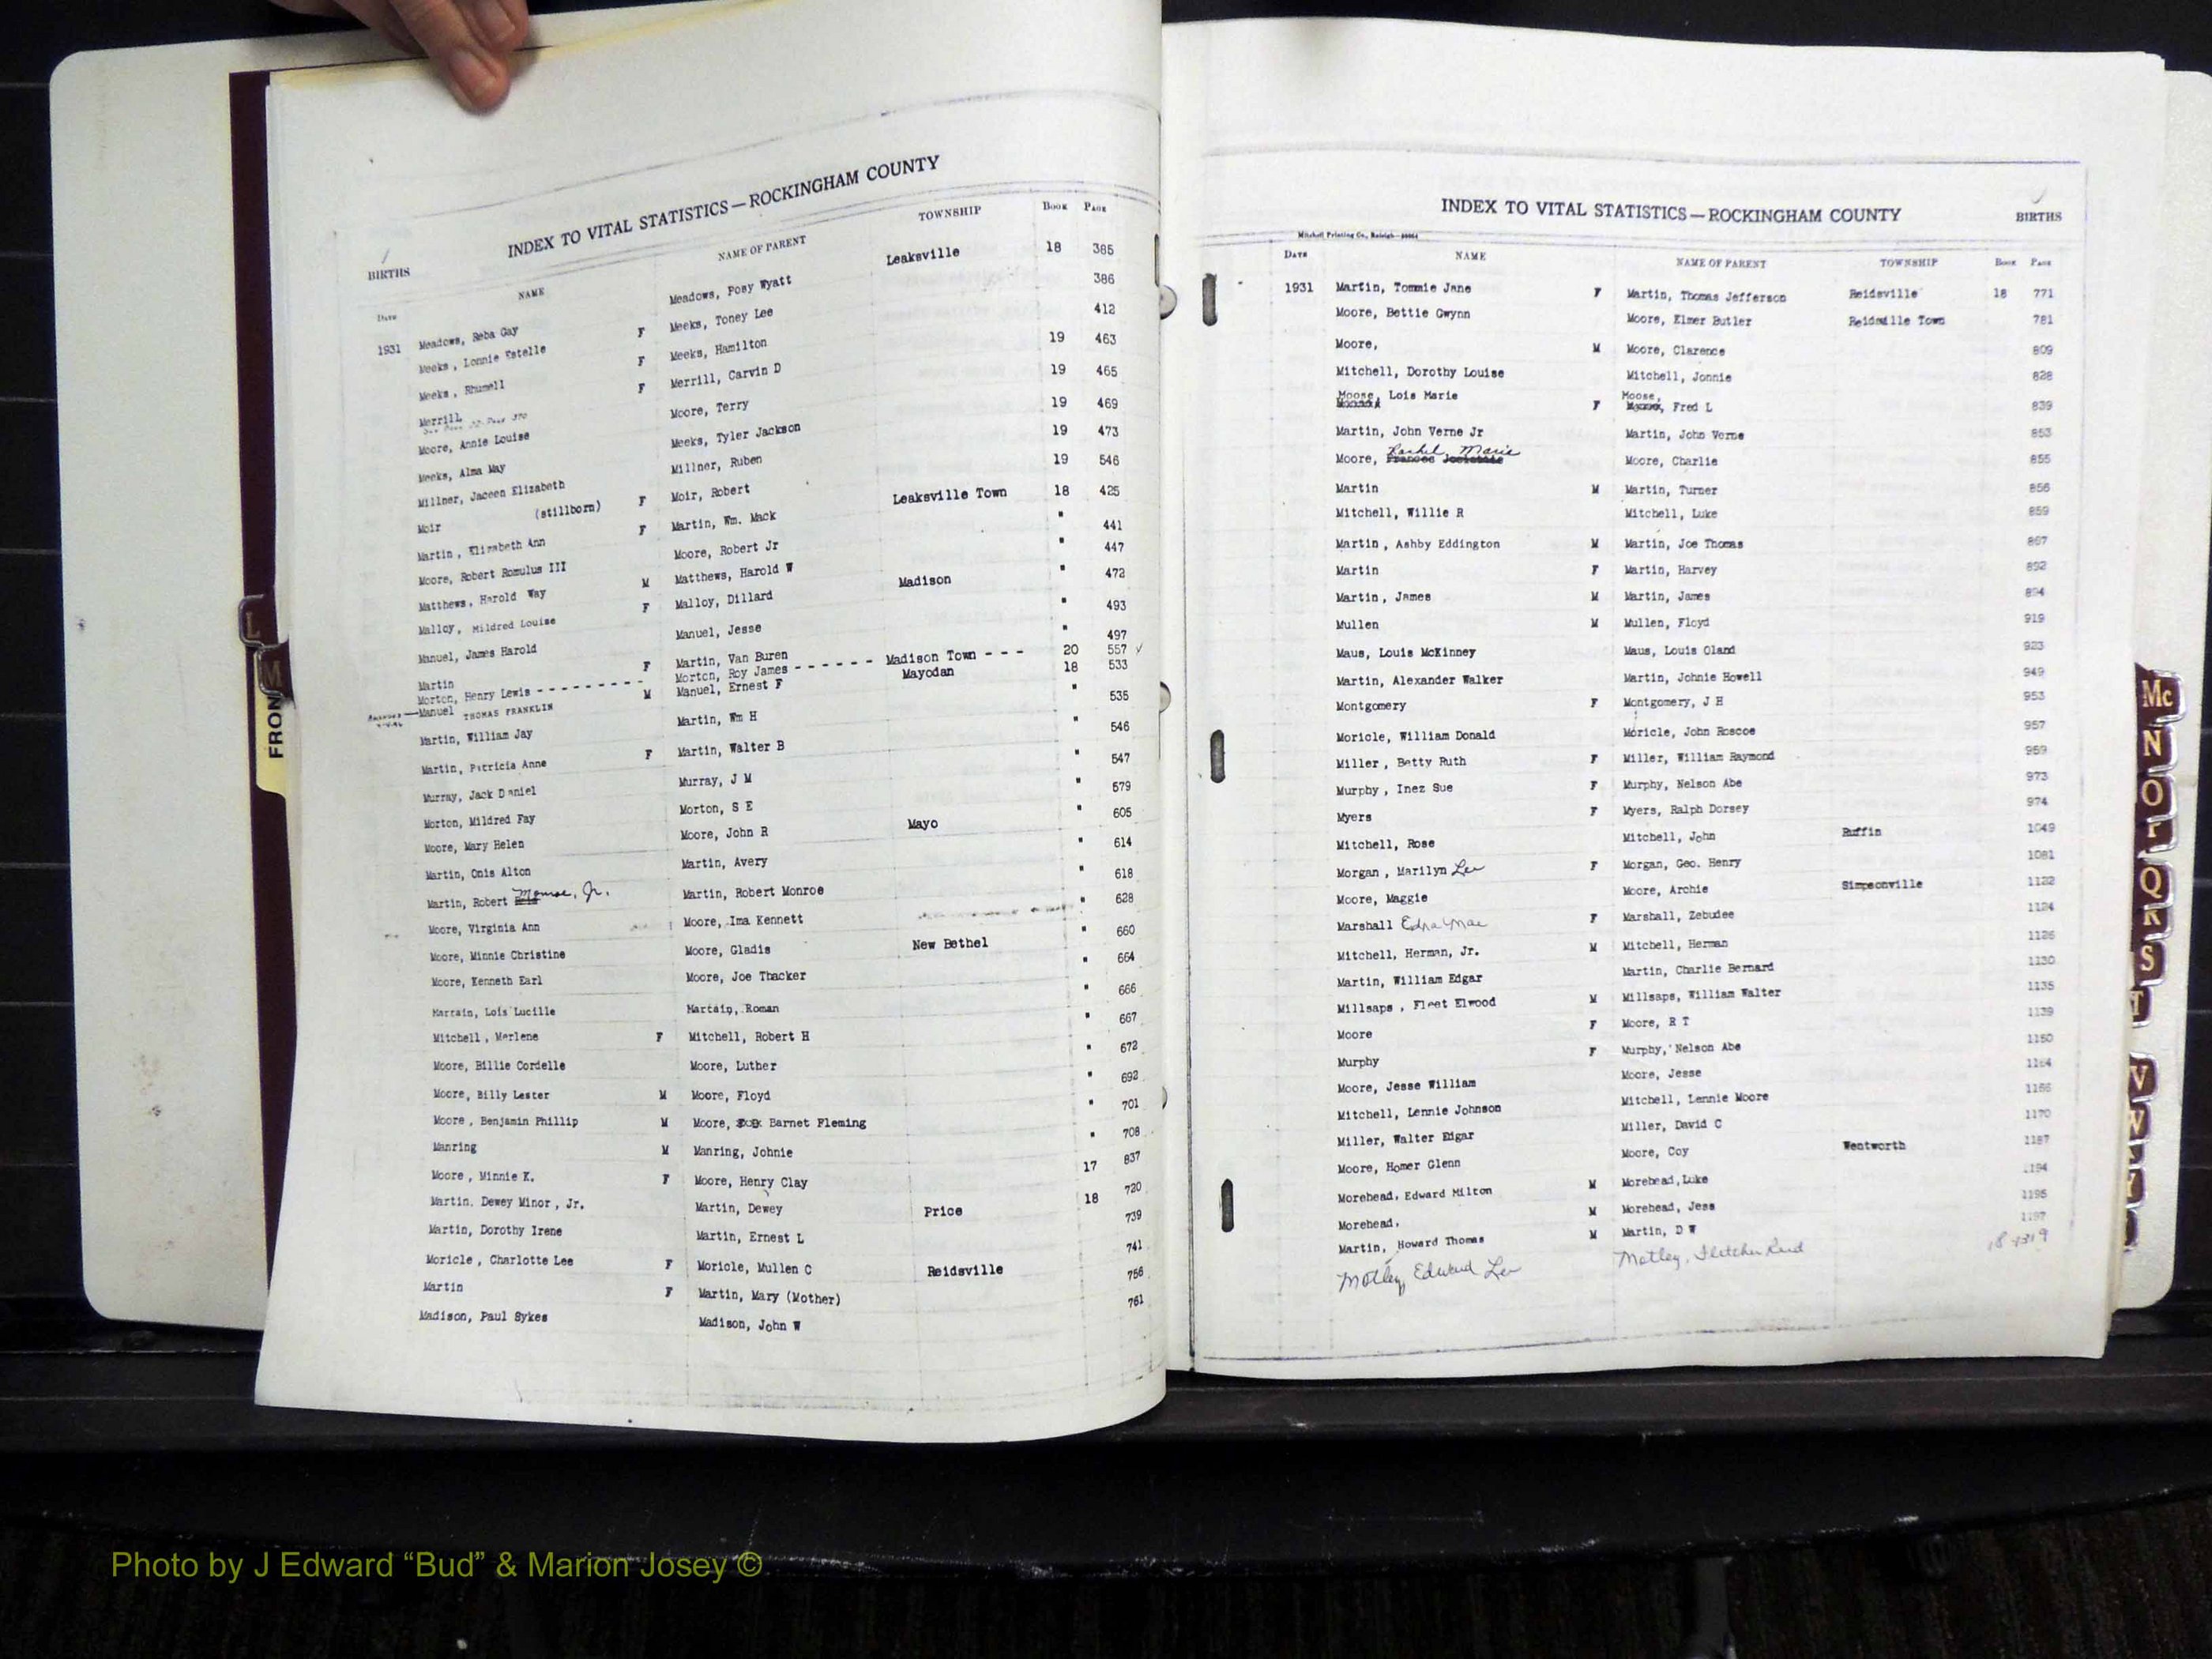 INDEX TO VITAL STATISTICS — ROCKINGHAM COUNTY
BIRTHS
NAME NAME OF PARENT TOWNSHIP BOOK PAGE
DATE
1931 Meadows, Reba Gay F Meadows, Posy Wyatt Leaksville 18 385
Meeks, Lonnie Estelle F Meeks, Toney Lee 386
Meeks, Rhumell F Meeks, Hamilton 412
Merrill Merrill, Carvin D 19 463
Moore, Annie Louise Moore, Terry 19 465
Meeks, Alma May Meeks, Tyler Jackson 19 469
Millner, Jaceen Elizabeth Millner, Ruben 19 473
Moir (stillborn) F Moir, Robert 19 546
Martin, Elizabeth Ann F Martin, Wm. Mack Leaksville Town 18 425
Moore, Robert Romulus III Moore, Robert Jr " 441
Matthews, Harold Way M Matthews, Harold W " 447
Malloy, Mildred Louise F Malloy, Dillard Madison " 472
Manuel, James Harold Manuel, Jesse " 493
Martin F Martin, Van Buren " 497
Morton, Henry Lewis - - - - - - - - - Morton, Roy James - - - - - - Madison Town - - - 20 557 ✓
Manuel THOMAS FRANKLIN M Manuel, Ernest F Mayodan 18 533
Martin, William Jay Martin, Wm H " 535
Martin, Patricia Anne F Martin, Walter B " 546
Murray, Jack Daniel Murray, J M " 547
Morton, Mildred Fay Morton, S E " 579
Moore, Mary Helen Moore, John R Mayo " 605
Martin, Onis Alton Martin, Avery " 614
Martin, Robert Monroe, Jr. Martin, Robert Monroe " 618
Moore, Virginia Ann Moore, Ima Kennett " 628
Moore, Minnie Christine Moore, Gladis New Bethel " 660
Moore, Kenneth Earl Moore, Joe Thacker " 664
Martain, Lois Lucille Martain, Roman " 666
Mitchell, Merlene F Mitchell, Robert H " 667
Moore, Billie Cordelle Moore, Luther " 672
Moore, Billy Lester M Moore, Floyd " 692
Moore, Benjamin Phillip M Moore, Barnet Fleming " 701
Manring M Manring, Johnie " 708
Moore, Minnie K. F Moore, Henry Clay 17 837
Martin. Dewey Minor, Jr. Martin, Dewey Price 18 720
Martin, Dorothy Irene Martin, Ernest L 739
Moricle, Charlotte Lee F Moricle, Mullen C Reidsville 741
Martin F Martin, Mary (Mother) 756
Madison, Paul Sykes Madison, John W 761
L
M
FRON
INDEX TO VITAL STATISTICS — ROCKINGHAM COUNTY
BIRTHS
Mitchell Printing Co., Raleigh
DATE NAME NAME OF PARENT TOWNSHIP BOOK PAGE
1931 Martin, Tommie Jane F Martin, Thomas Jefferson Reidsville 18 771
Moore, Bettie Gwynn Moore, Elmer Butler Reidsville Town 781
Moore, M Moore, Clarence 809
Mitchell, Dorothy Louise Mitchell, Jonnie 828
Moose, Lois Marie F Moose, Fred L 839
Martin, John Verne Jr Martin, John Verne 853
Moore, Rachel Marie Moore, Charlie 855
Martin M Martin, Turner 856
Mitchell, Willie R Mitchell, Luke 859
Martin, Ashby Eddington M Martin, Joe Thomas 867
Martin F Martin, Harvey 892
Martin, James M Martin, James 894
Mullen M Mullen, Floyd 919
Maus, Louis McKinney Maus, Louis Oland 923
Martin, Alexander Walker Martin, Johnie Howell 949
Montgomery F Montgomery, J H 953
Moricle, William Donald Moricle, John Roscoe 957
Miller, Betty Ruth F Miller, William Raymond 959
Murphy, Inez Sue F Murphy, Nelson Abe 973
Myers F Myers, Ralph Dorsey 974
Mitchell, Rose Mitchell, John Ruffin 1049
Morgan, Marilyn Lee F Morgan, Geo. Henry 1081
Moore, Maggie Moore, Archie Simpsonville 1122
Marshall Edna Mae F Marshall, Zebudee 1124
Mitchell, Herman, Jr. M Mitchell, Herman 1126
Martin, William Edgar Martin, Charlie Bernard 1130
Millsaps, Fleet Elwood M Millsaps, William Walter 1135
Moore F Moore, R T 1139
Murphy F Murphy, Nelson Abe 1150
Moore, Jesse William Moore, Jesse 1164
Mitchell, Lennie Johnson Mitchell, Lennie Moore 1166
Miller, Walter Edgar Miller, David C 1170
Moore, Homer Glenn Moore, Coy Wentworth 1187
Morehead, Edward Milton M Morehead, Luke 1194
Morehead, M Morehead, Jess 1195
Martin, Howard Thomas M Martin, D W 1197
Motley, Edward Lee Motley, Fletcher Reid
Mc
N
O
P
Q
R
S
T
V
W
Y
Photo by J Edward “Bud” & Marion Josey ©